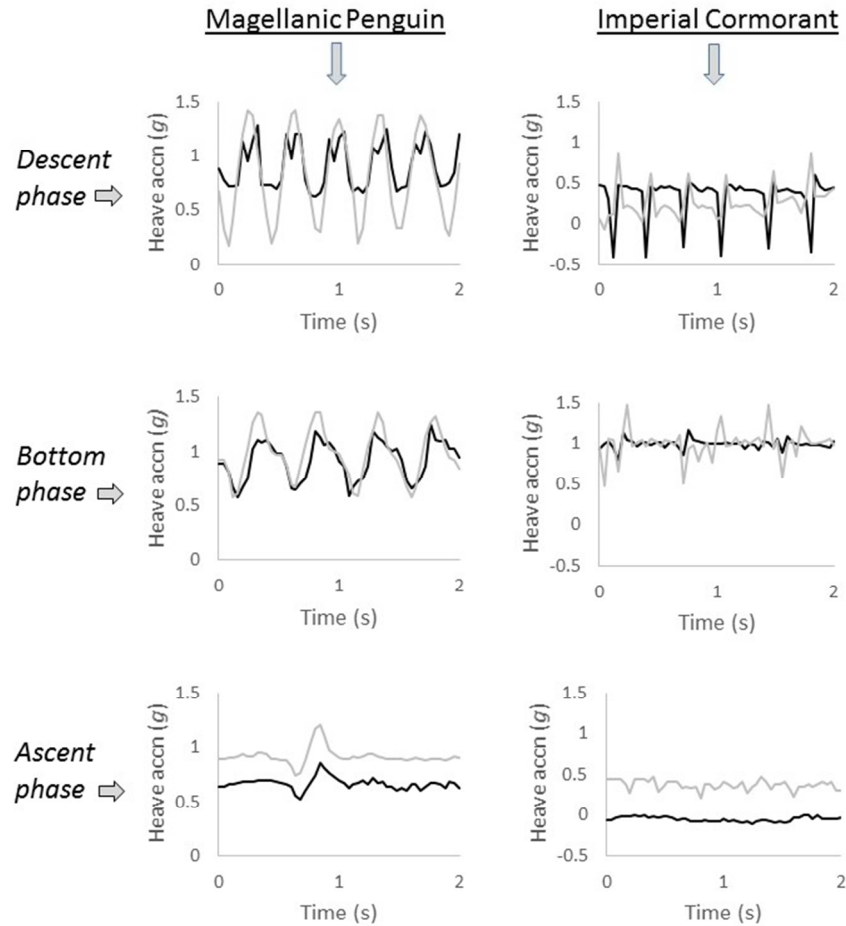 Magellanic Penguin
Imperial Cormorant
Descent
phase
Heave accn (g)
1.5
1
0.5
0
0
1
2
Time (s)
Heave accn (g)
1.5
1
0.5
0
-0.5
0
1
2
Time (s)
Bottom
phase
Heave accn (g)
1.5
1
0.5
0
0
1
2
Time (s)
Heave accn (g)
1.5
1
0.5
0
-0.5
0
1
2
Time (s)
Ascent
phase
Heave accn (g)
1.5
1
0.5
0
0
1
2
Time (s)
Heave accn (g)
1.5
1
0.5
0
-0.5
0
1
2
Time (s)